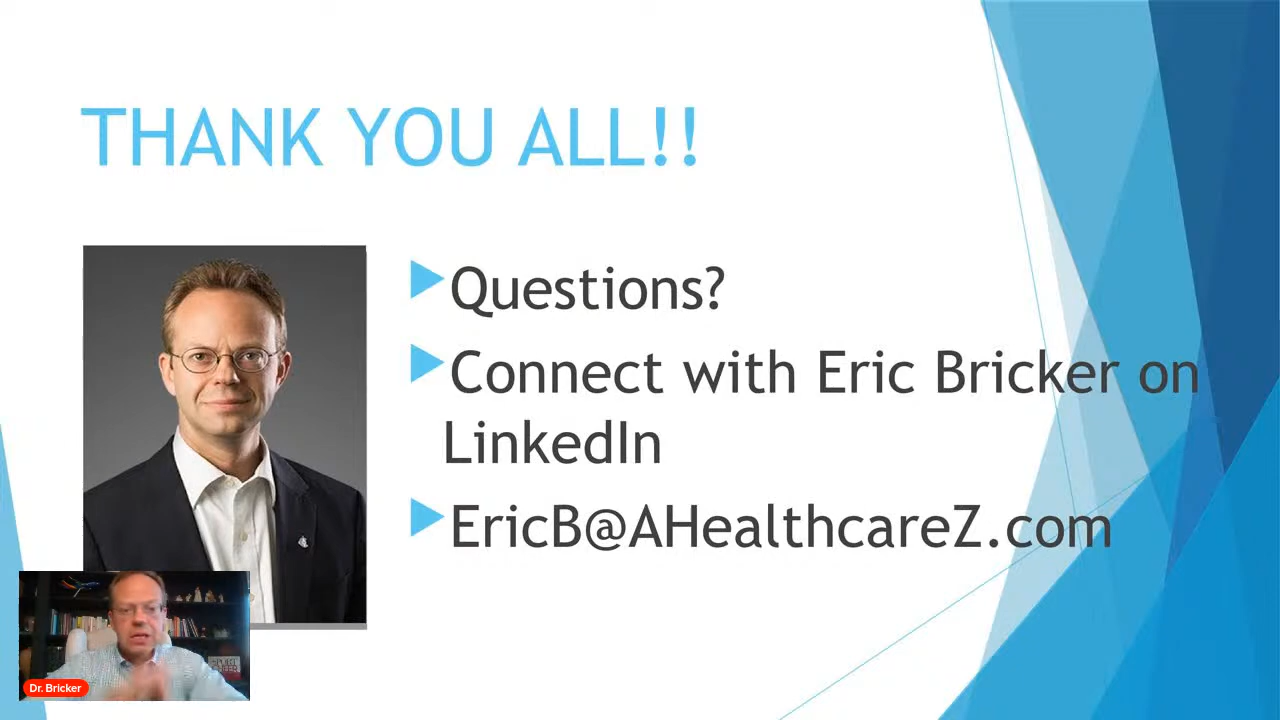 THANK YOU ALL!!
Questions?
Connect with Eric Bricker on
LinkedIn
EricB@AHealthcareZ.com
Dr. Bricker